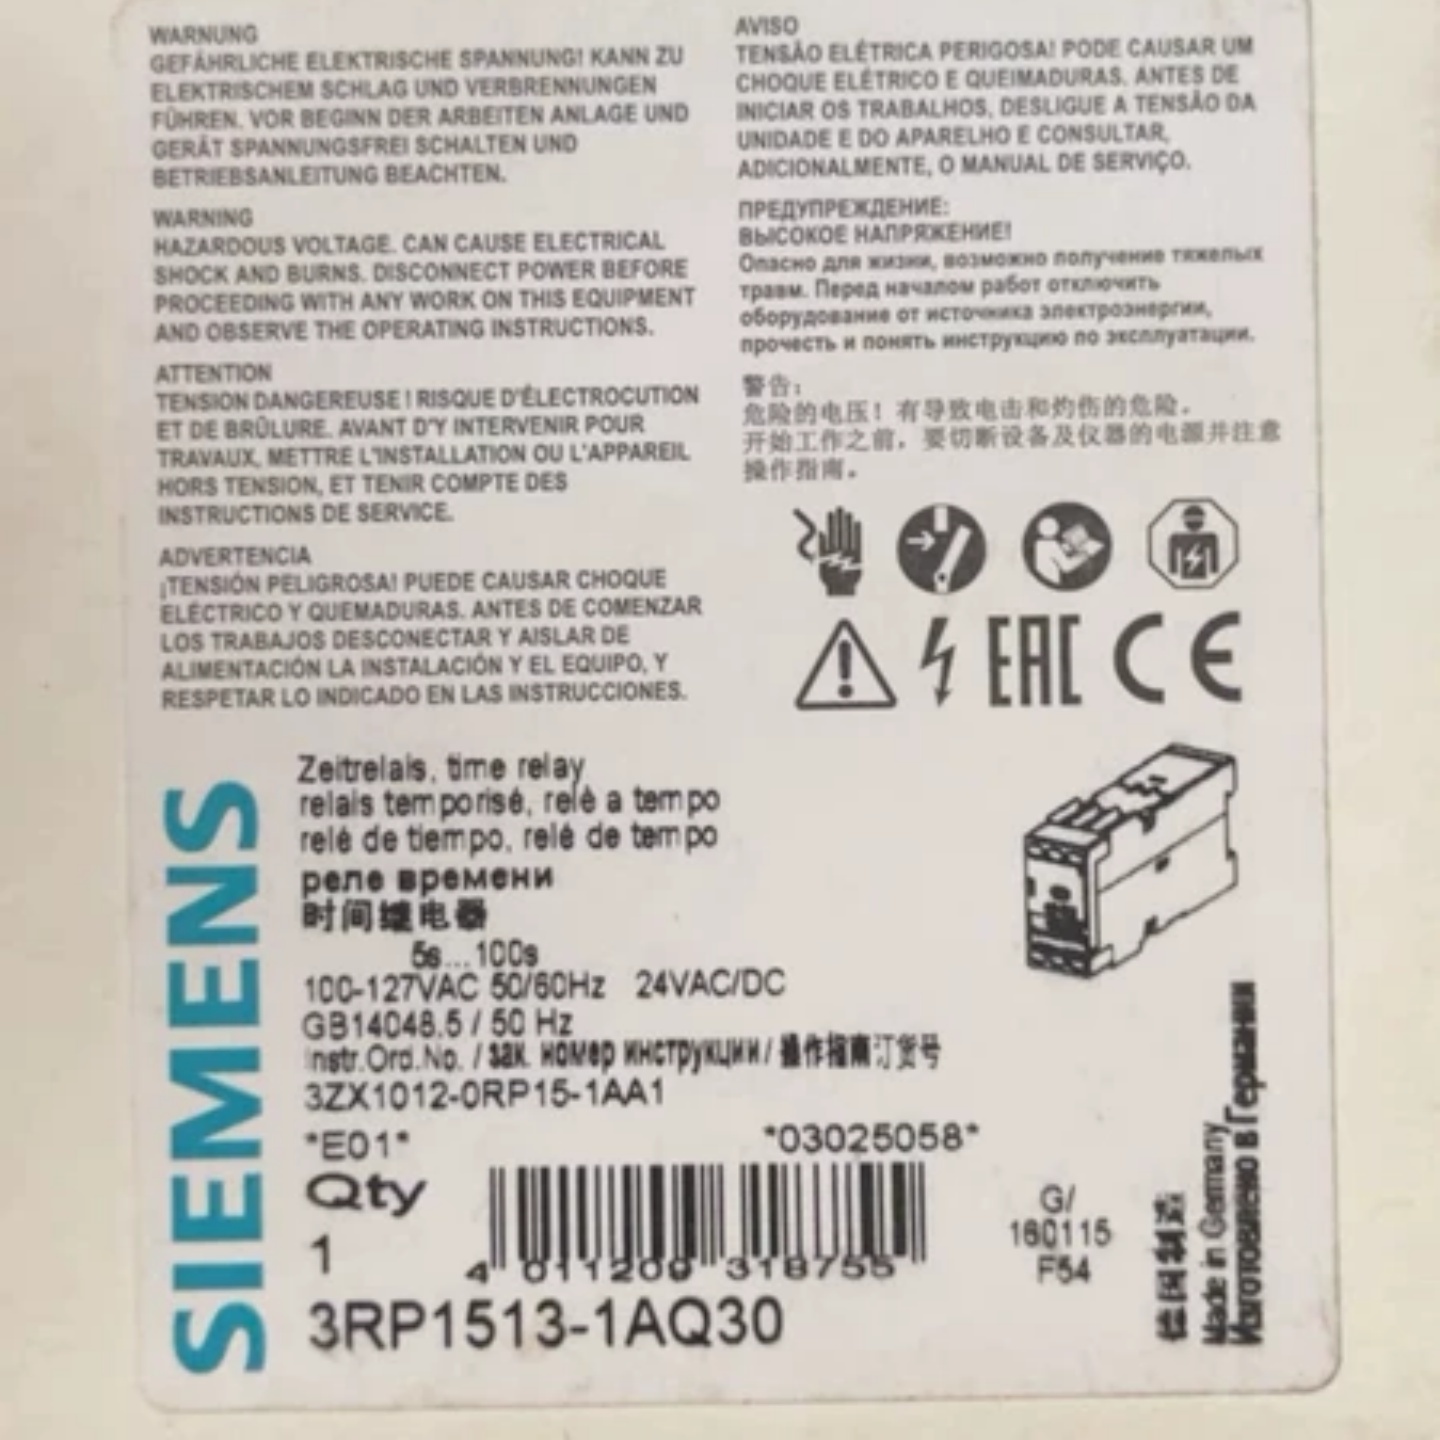 WARNUNG
GEFÄHRLICHE ELEKTRISCHE SPANNUNG! KANN ZU
ELEKTRISCHEM SCHLAG UND VERBRENNUNGEN
FÜHREN. VOR BEGINN DER ARBEITEN ANLAGE UND
GERÄT SPANNUNGSFREI SCHALTEN UND
BETRIEBSANLEITUNG BEACHTEN.
WARNING
HAZARDOUS VOLTAGE. CAN CAUSE ELECTRICAL
SHOCK AND BURNS. DISCONNECT POWER BEFORE
PROCEEDING WITH ANY WORK ON THIS EQUIPMENT
AND OBSERVE THE OPERATING INSTRUCTIONS.
ATTENTION
TENSION DANGEREUSE ! RISQUE D'ÉLECTROCUTION
ET DE BRÛLURE. AVANT D'Y INTERVENIR POUR
TRAVAUX, METTRE L'INSTALLATION OU L'APPAREIL
HORS TENSION, ET TENIR COMPTE DES
INSTRUCTIONS DE SERVICE.
ADVERTENCIA
¡TENSIÓN PELIGROSA! PUEDE CAUSAR CHOQUE
ELÉCTRICO Y QUEMADURAS. ANTES DE COMENZAR
LOS TRABAJOS DESCONECTAR Y AISLAR DE
ALIMENTACIÓN LA INSTALACIÓN Y EL EQUIPO, Y
RESPETAR LO INDICADO EN LAS INSTRUCCIONES.
AVISO
TENSÃO ELÉTRICA PERIGOSA! PODE CAUSAR UM
CHOQUE ELÉTRICO E QUEIMADURAS. ANTES DE
INICIAR OS TRABALHOS, DESLIGUE A TENSÃO DA
UNIDADE E DO APARELHO E CONSULTAR,
ADICIONALMENTE, O MANUAL DE SERVIÇO.
ПРЕДУПРЕЖДЕНИЕ:
ВЫСОКОЕ НАПРЯЖЕНИЕ!
Опасно для жизни, возможно получение тяжелых
травм. Перед началом работ отключить
оборудование от источника электроэнергии,
прочесть и понять инструкцию по эксплуатации.
警告：
危险的电压！有导致电击和灼伤的危险。
开始工作之前，要切断设备及仪器的电源并注意
操作指南。
EAC CE
SIEMENS
Zeitrelais, time relay
relais temporisé, relè a tempo
relé de tiempo, relé de tempo
реле времени
时间继电器
5s...100s
100-127VAC 50/60Hz 24VAC/DC
GB14048.5 / 50 Hz
Instr.Ord.No. / зак. номер инструкции / 操作指南订货号
3ZX1012-0RP15-1AA1
*E01* *03025058*
Qty
1
4 011209 318755
3RP1513-1AQ30
G/
160115
F54
德国制造
Made in Germany
Изготовлено в Германии